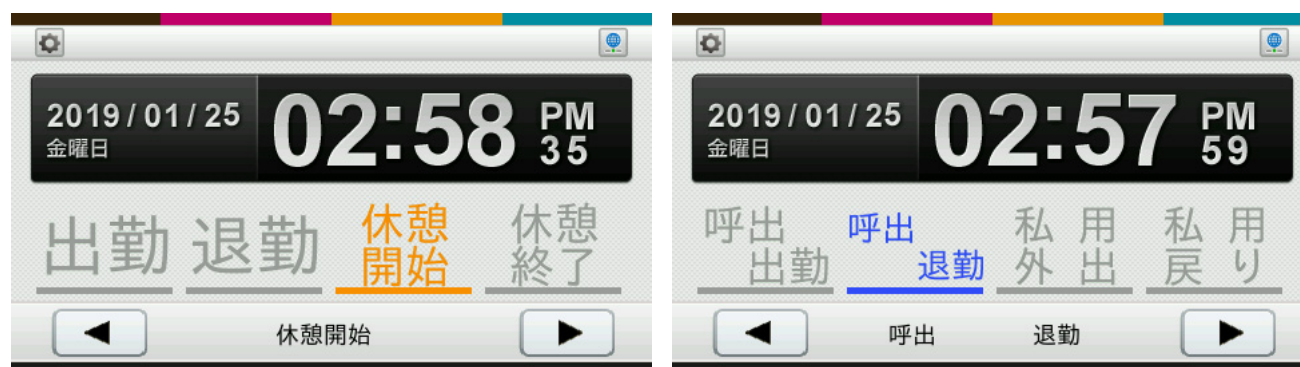 2019/01/25
金曜日
02:58 PM
35
出勤 退勤 休憩
開始 休憩
終了
休憩開始
2019/01/25
金曜日
02:57 PM
59
呼出
出勤 呼出
退勤 私用
外出 私用
戻り
呼出 退勤